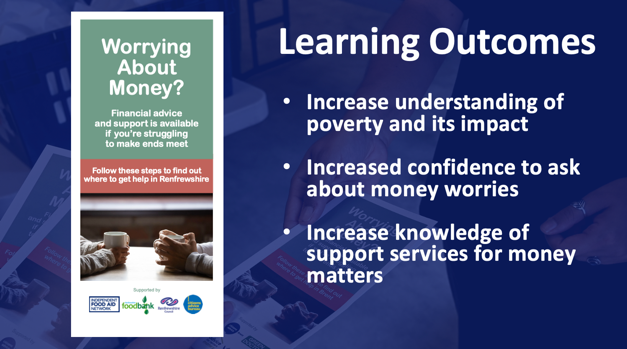 Worrying
About
Money?
Financial advice
and support is available
if you're struggling
to make ends meet
Follow these steps to find out
where to get help in Renfrewshire
Supported by
INDEPENDENT
FOOD AID
NETWORK
foodbank
Renfrewshire
Council
citizens
advice
bureau
Learning Outcomes
• Increase understanding of
poverty and its impact
• Increased confidence to ask
about money worries
• Increase knowledge of
support services for money
matters